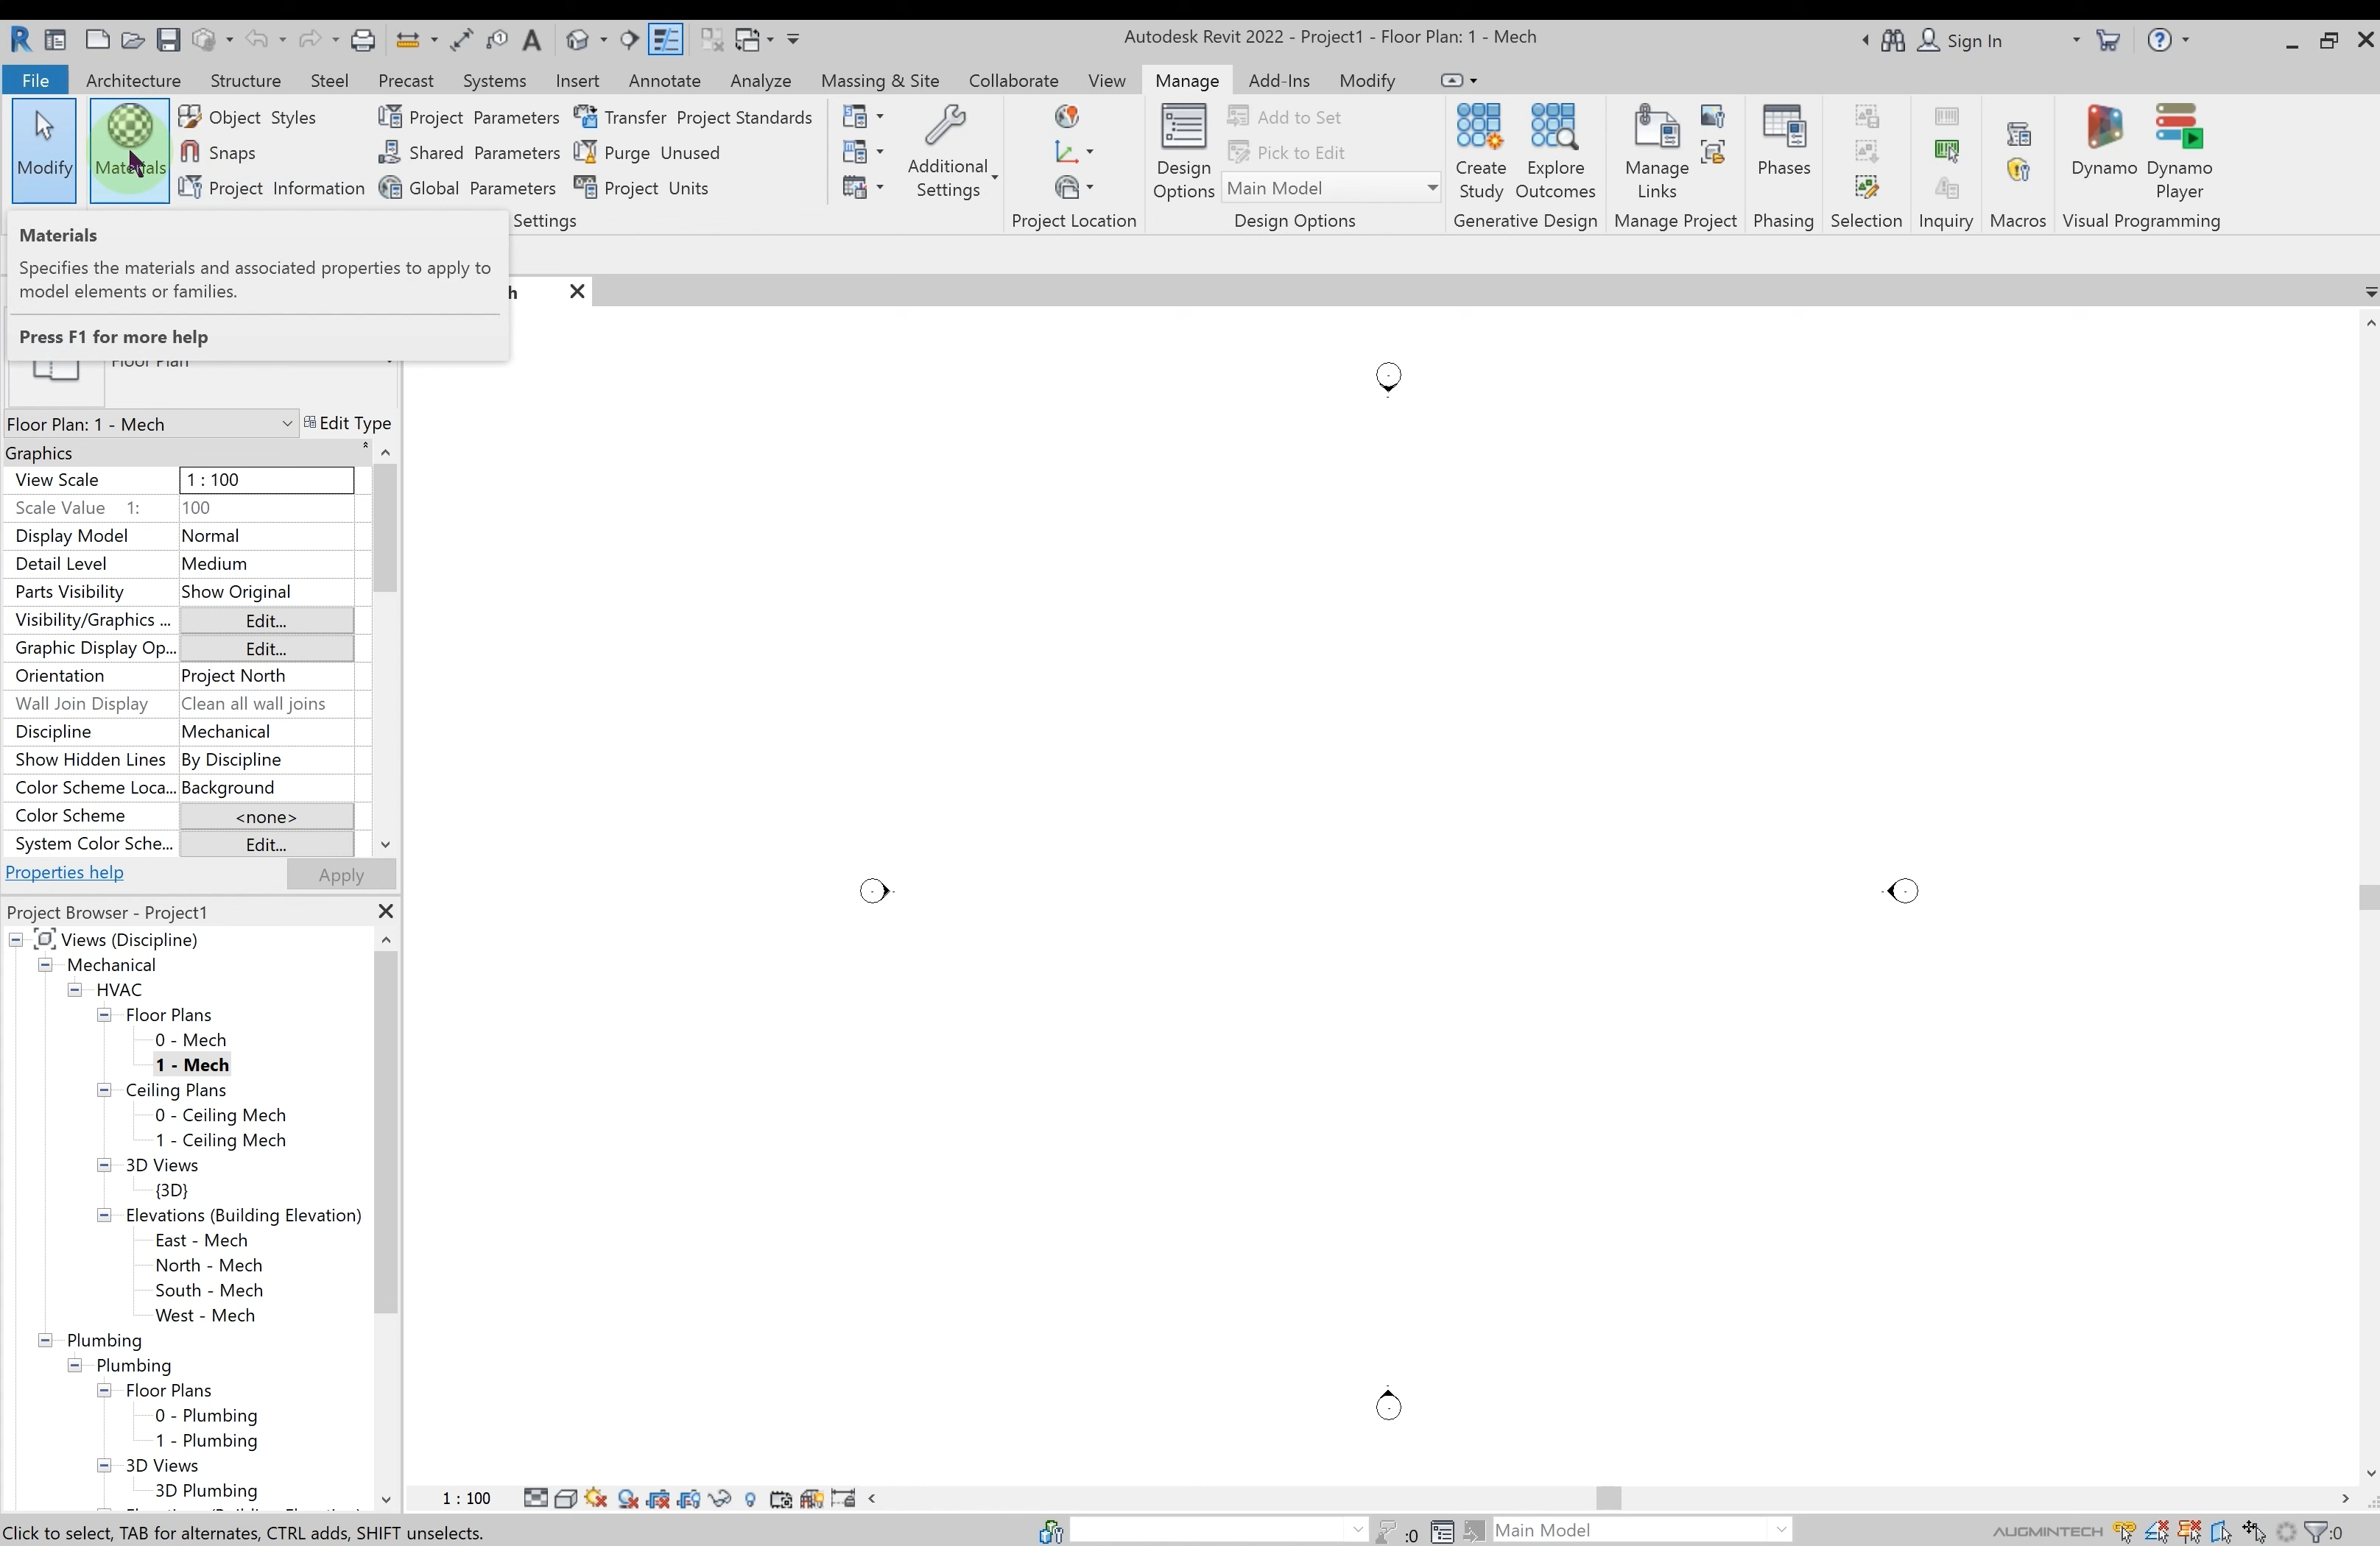 Autodesk Revit 2022 - Project1 - Floor Plan: 1 - Mech
Sign In
File Architecture Structure Steel Precast Systems Insert Annotate Analyze Massing & Site Collaborate View Manage Add-Ins Modify
Modify
Materials
Object Styles
Snaps
Project Information
Project Parameters
Shared Parameters
Global Parameters
Transfer Project Standards
Purge Unused
Project Units
Additional
Settings
Design
Options
Add to Set
Pick to Edit
Main Model
Create
Study
Explore
Outcomes
Manage
Links
Phases
Dynamo
Dynamo
Player
Settings Project Location Design Options Generative Design Manage Project Phasing Selection Inquiry Macros Visual Programming
Materials
Specifies the materials and associated properties to apply to
model elements or families.
Press F1 for more help
h
Floor Plan
Floor Plan: 1 - Mech Edit Type
Graphics
View Scale 1 : 100
Scale Value 1: 100
Display Model Normal
Detail Level Medium
Parts Visibility Show Original
Visibility/Graphics ... Edit...
Graphic Display Op... Edit...
Orientation Project North
Wall Join Display Clean all wall joins
Discipline Mechanical
Show Hidden Lines By Discipline
Color Scheme Loca... Background
Color Scheme <none>
System Color Sche... Edit...
Properties help Apply
Project Browser - Project1
Views (Discipline)
Mechanical
HVAC
Floor Plans
0 - Mech
1 - Mech
Ceiling Plans
0 - Ceiling Mech
1 - Ceiling Mech
3D Views
{3D}
Elevations (Building Elevation)
East - Mech
North - Mech
South - Mech
West - Mech
Plumbing
Plumbing
Floor Plans
0 - Plumbing
1 - Plumbing
3D Views
3D Plumbing
1 : 100
Click to select, TAB for alternates, CTRL adds, SHIFT unselects.
:0
Main Model
AUGMINTECH
:0